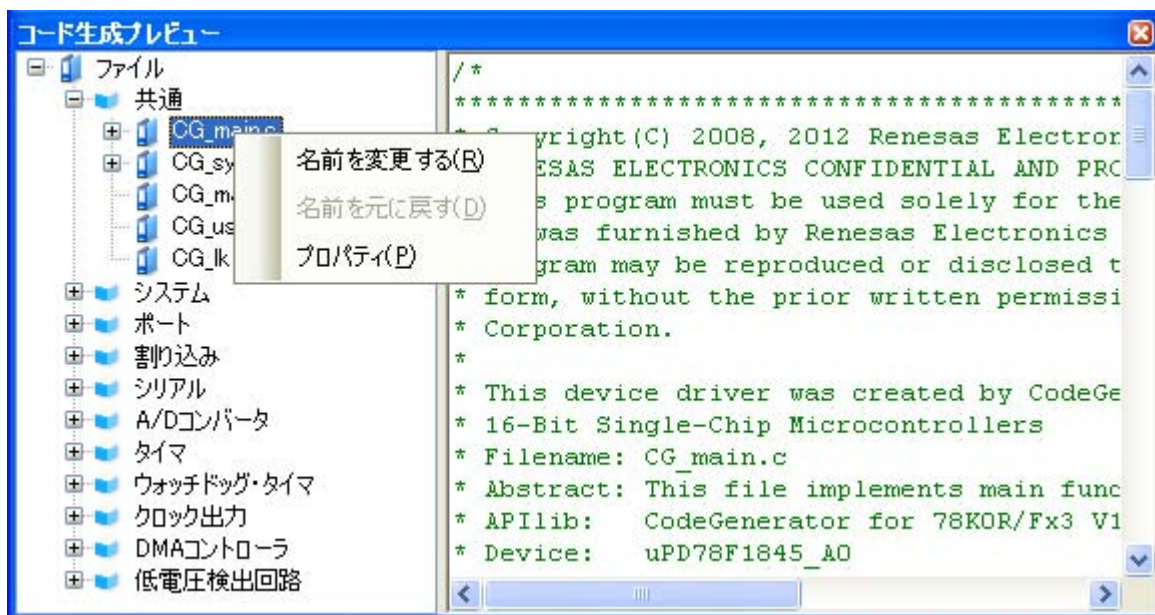 コード生成プレビュー
ファイル
共通
CG_main.c
CG_sy
CG_ma
CG_us
CG_lk
システム
ポート
割り込み
シリアル
A/Dコンバータ
タイマ
ウォッチドッグ・タイマ
クロック出力
DMAコントローラ
低電圧検出回路
名前を変更する(R)
名前を元に戻す(D)
プロパティ(P)
/*
*******************************************
* Copyright(C) 2008, 2012 Renesas Electron
ESAS ELECTRONICS CONFIDENTIAL AND PRO
s program must be used solely for the
was furnished by Renesas Electronics
gram may be reproduced or disclosed t
* form, without the prior written permissi
* Corporation.
*
* This device driver was created by CodeGe
* 16-Bit Single-Chip Microcontrollers
* Filename: CG_main.c
* Abstract: This file implements main func
* APIlib: CodeGenerator for 78K0R/Fx3 V1
* Device: uPD78F1845_A0